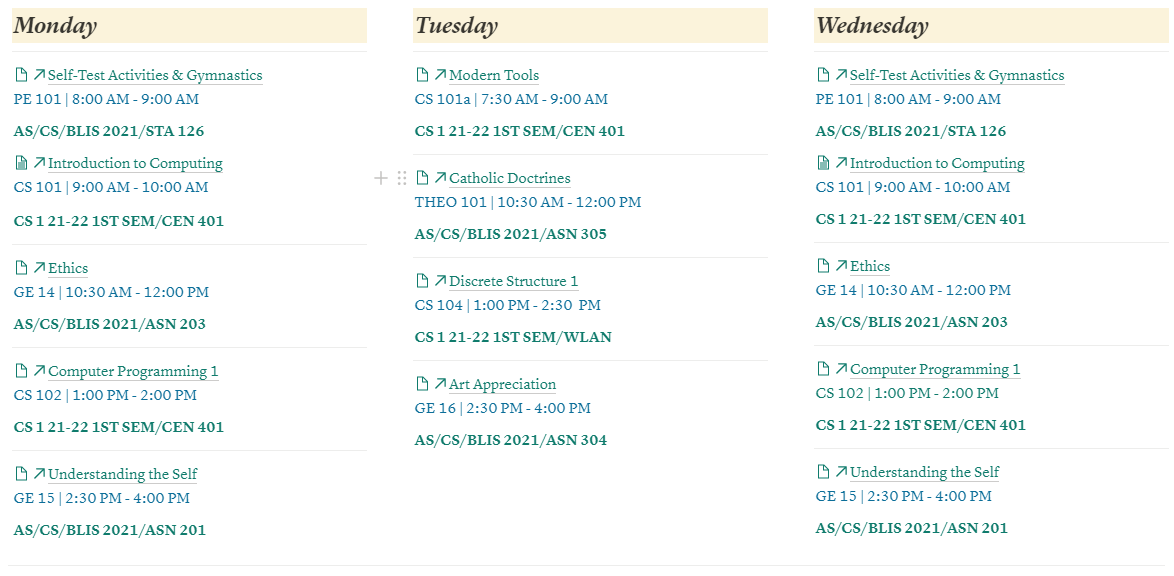 Monday
Self-Test Activities & Gymnastics
PE 101 | 8:00 AM - 9:00 AM
AS/CS/BLIS 2021/STA 126
Introduction to Computing
CS 101 | 9:00 AM - 10:00 AM
CS 1 21-22 1ST SEM/CEN 401
Ethics
GE 14 | 10:30 AM - 12:00 PM
AS/CS/BLIS 2021/ASN 203
Computer Programming 1
CS 102 | 1:00 PM - 2:00 PM
CS 1 21-22 1ST SEM/CEN 401
Understanding the Self
GE 15 | 2:30 PM - 4:00 PM
AS/CS/BLIS 2021/ASN 201
Tuesday
Modern Tools
CS 101a | 7:30 AM - 9:00 AM
CS 1 21-22 1ST SEM/CEN 401
Catholic Doctrines
THEO 101 | 10:30 AM - 12:00 PM
AS/CS/BLIS 2021/ASN 305
Discrete Structure 1
CS 104 | 1:00 PM - 2:30 PM
CS 1 21-22 1ST SEM/WLAN
Art Appreciation
GE 16 | 2:30 PM - 4:00 PM
AS/CS/BLIS 2021/ASN 304
Wednesday
Self-Test Activities & Gymnastics
PE 101 | 8:00 AM - 9:00 AM
AS/CS/BLIS 2021/STA 126
Introduction to Computing
CS 101 | 9:00 AM - 10:00 AM
CS 1 21-22 1ST SEM/CEN 401
Ethics
GE 14 | 10:30 AM - 12:00 PM
AS/CS/BLIS 2021/ASN 203
Computer Programming 1
CS 102 | 1:00 PM - 2:00 PM
CS 1 21-22 1ST SEM/CEN 401
Understanding the Self
GE 15 | 2:30 PM - 4:00 PM
AS/CS/BLIS 2021/ASN 201